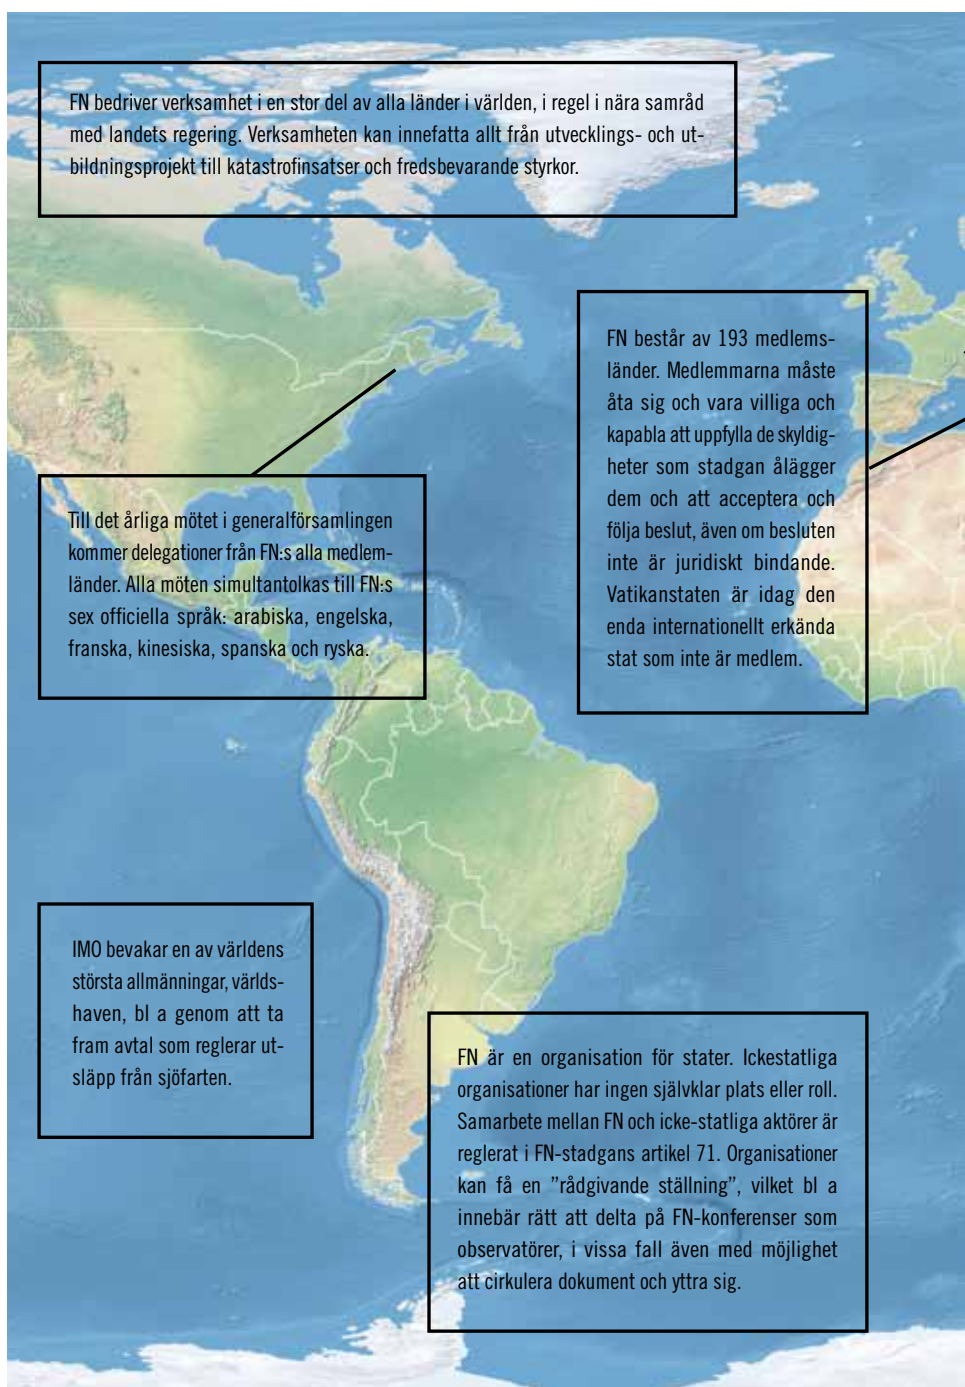 FN bedriver verksamhet i en stor del av alla länder i världen, i regel i nära samråd
med landets regering. Verksamheten kan innefatta allt från utvecklings- och ut-
bildningsprojekt till katastrofinsatser och fredsbevarande styrkor.
FN består av 193 medlems-
länder. Medlemmarna måste
åta sig och vara villiga och
kapabla att uppfylla de skyldig-
heter som stadgan ålägger
dem och att acceptera och
följa beslut, även om besluten
inte är juridiskt bindande.
Vatikanstaten är idag den
enda internationellt erkända
stat som inte är medlem.
Till det årliga mötet i generalförsamlingen
kommer delegationer från FN:s alla medlem-
länder. Alla möten simultantolkas till FN:s
sex officiella språk: arabiska, engelska,
franska, kinesiska, spanska och ryska.
IMO bevakar en av världens
största allmänningar, världs-
haven, bl a genom att ta
fram avtal som reglerar ut-
släpp från sjöfarten.
FN är en organisation för stater. Ickestatliga
organisationer har ingen självklar plats eller roll.
Samarbete mellan FN och icke-statliga aktörer är
reglerat i FN-stadgans artikel 71. Organisationer
kan få en ”rådgivande ställning”, vilket bl a
innebär rätt att delta på FN-konferenser som
observatörer, i vissa fall även med möjlighet
att cirkulera dokument och yttra sig.